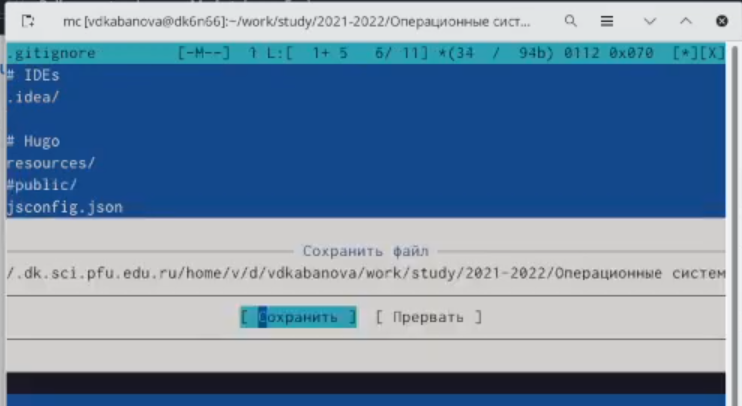 mc [vdkabanova@dk6n66]:~/work/study/2021-2022/Операционные сист...
.gitignore [-M--] 1 L:[ 1+ 5 6/ 11] *(34 / 94b) 0112 0x070 [*][X]
# IDEs
.idea/
# Hugo
resources/
#public/
jsconfig.json
Сохранить файл
/.dk.sci.pfu.edu.ru/home/v/d/vdkabanova/work/study/2021-2022/Операционные систем
[ Сохранить ] [ Прервать ]